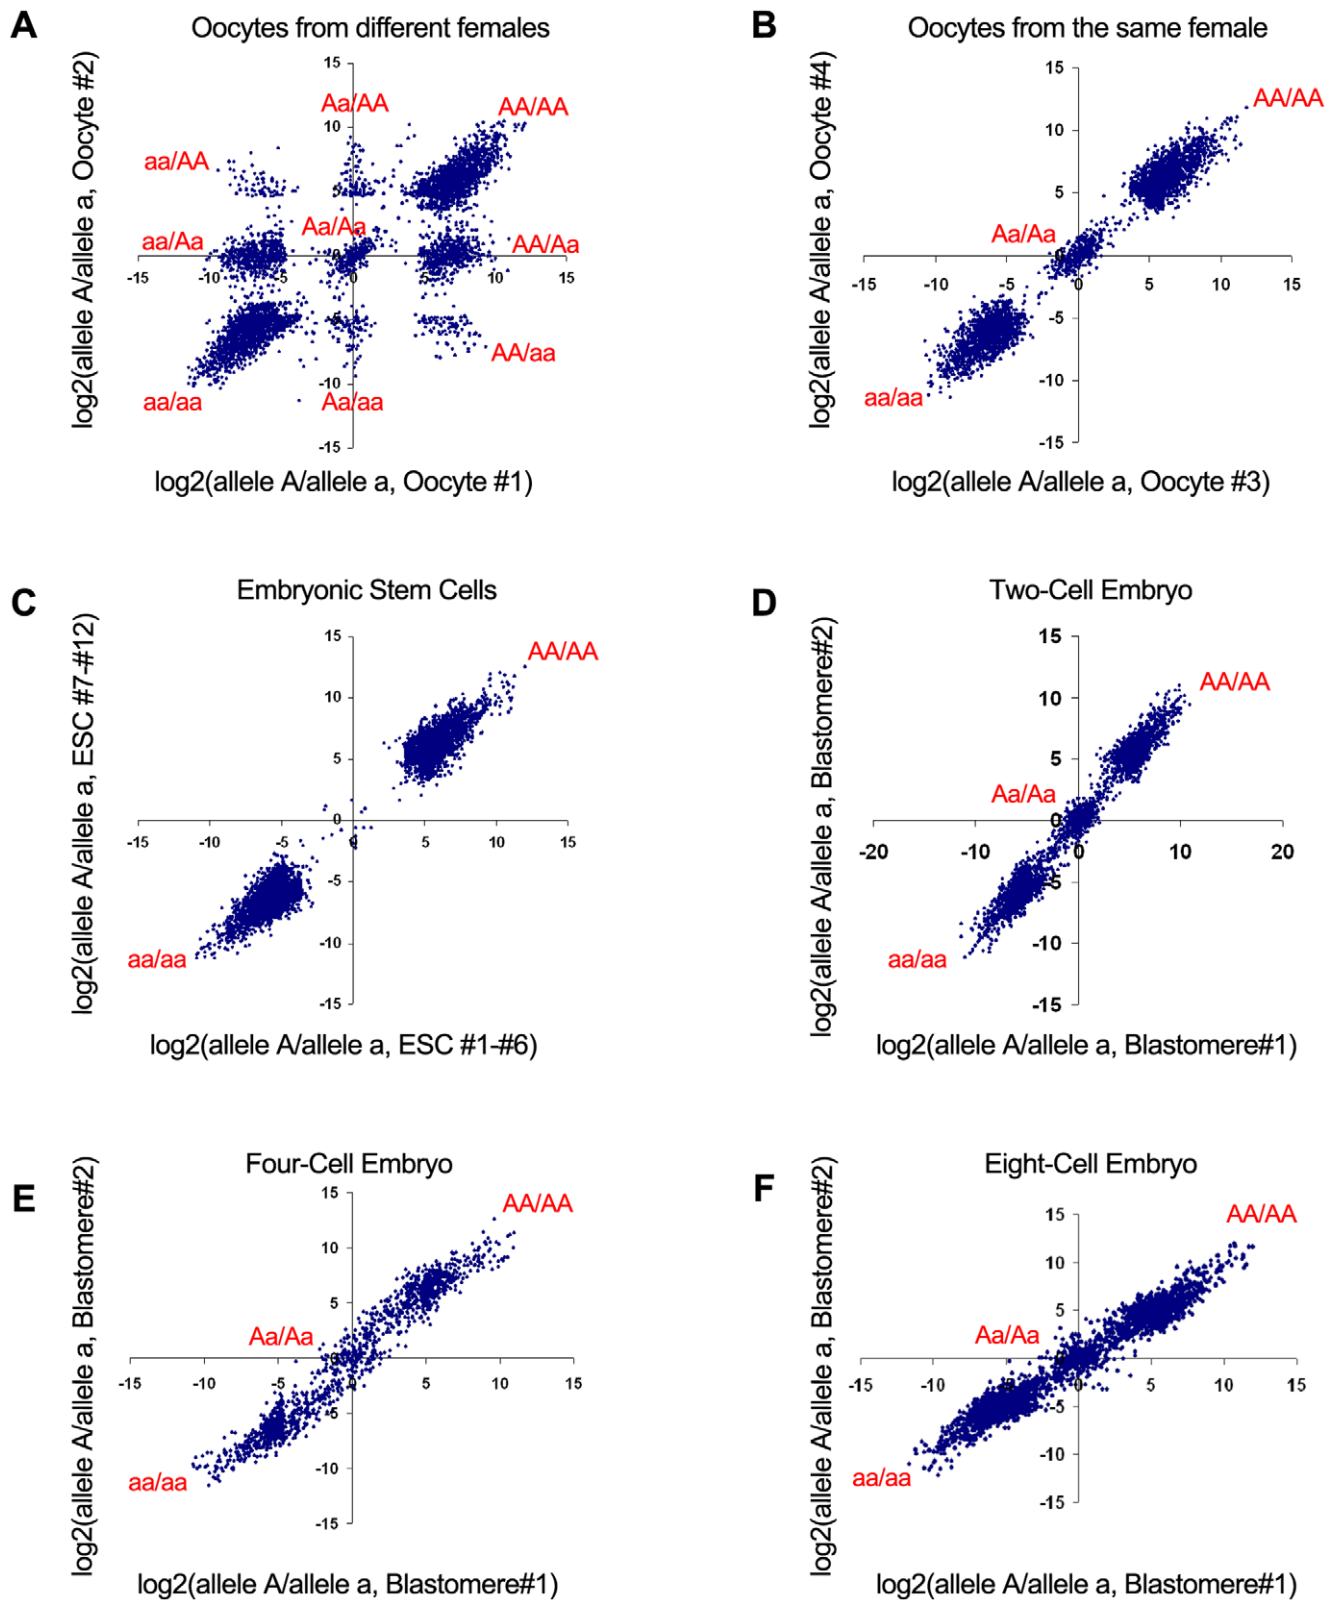 A
Oocytes from different females
log2(allele A/allele a, Oocyte #2)
15
Aa/AA
AA/AA
10
aa/AA
5
Aa/Aa
aa/Aa
AA/Aa
0
-15
-10
-5
0
5
10
15
-5
AA/aa
-10
aa/aa
Aa/aa
-15
log2(allele A/allele a, Oocyte #1)
B
Oocytes from the same female
log2(allele A/allele a, Oocyte #4)
15
AA/AA
10
5
Aa/Aa
0
-15
-10
-5
0
5
10
15
-5
-10
aa/aa
-15
log2(allele A/allele a, Oocyte #3)
C
Embryonic Stem Cells
log2(allele A/allele a, ESC #7-#12)
15
AA/AA
10
5
0
-15
-10
-5
0
5
10
15
-5
-10
aa/aa
-15
log2(allele A/allele a, ESC #1-#6)
D
Two-Cell Embryo
log2(allele A/allele a, Blastomere#2)
15
AA/AA
10
5
Aa/Aa
0
-20
-10
0
10
20
-5
-10
aa/aa
-15
log2(allele A/allele a, Blastomere#1)
E
Four-Cell Embryo
log2(allele A/allele a, Blastomere#2)
15
AA/AA
10
5
Aa/Aa
0
-15
-10
-5
0
5
10
15
-5
-10
aa/aa
-15
log2(allele A/allele a, Blastomere#1)
F
Eight-Cell Embryo
log2(allele A/allele a, Blastomere#2)
15
AA/AA
10
5
Aa/Aa
0
-15
-10
-5
0
5
10
15
-5
-10
aa/aa
-15
log2(allele A/allele a, Blastomere#1)